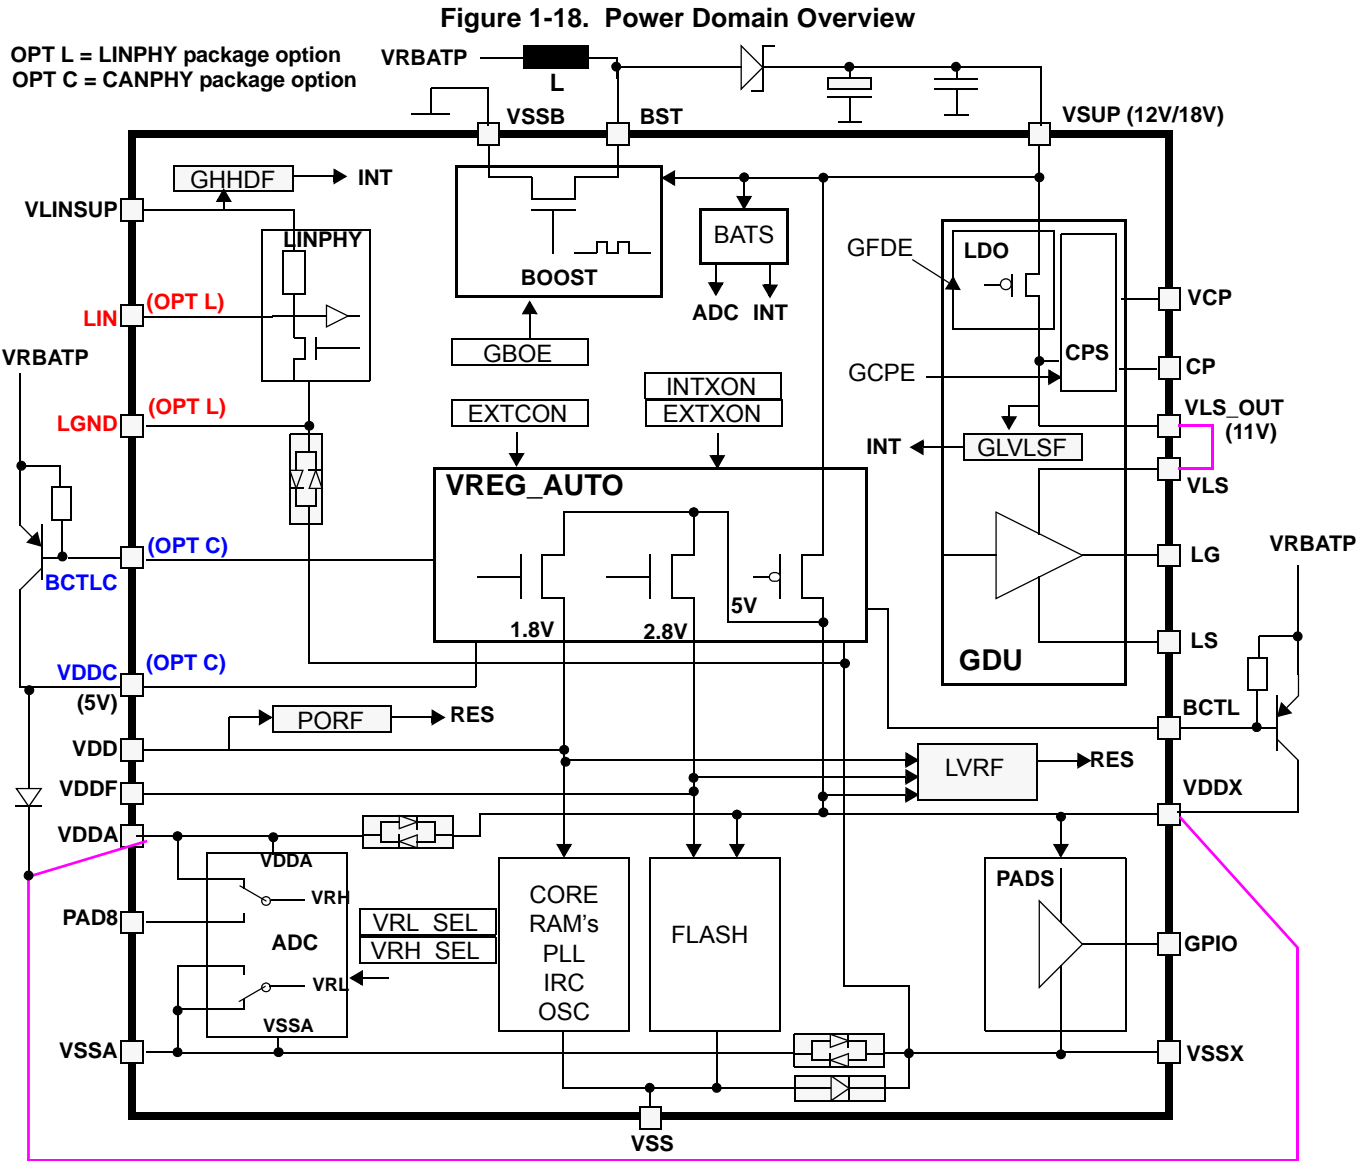 Figure 1-18. Power Domain Overview
OPT L = LINPHY package option
OPT C = CANPHY package option
VRBATP
L
VSSB
BST
VSUP (12V/18V)
GHHDF
INT
VLINSUP
LINPHY
BOOST
BATS
ADC
INT
GFDE
LDO
CPS
VCP
LIN
(OPT L)
GBOE
GCPE
CP
VRBATP
INTXON
EXTXON
EXTCON
LGND
(OPT L)
VLS_OUT
(11V)
INT
GLVLSF
VLS
VREG_AUTO
BCTLC
(OPT C)
LG
VRBATP
1.8V
2.8V
5V
GDU
LS
VDDC
(5V)
(OPT C)
PORF
RES
BCTL
VDD
LVRF
RES
VDDF
VDDX
VDDA
VDDA
VRH
PAD8
ADC
VRL
VSSA
VRL SEL
VRH SEL
CORE
RAM's
PLL
IRC
OSC
FLASH
PADS
GPIO
VSSA
VSSX
VSS